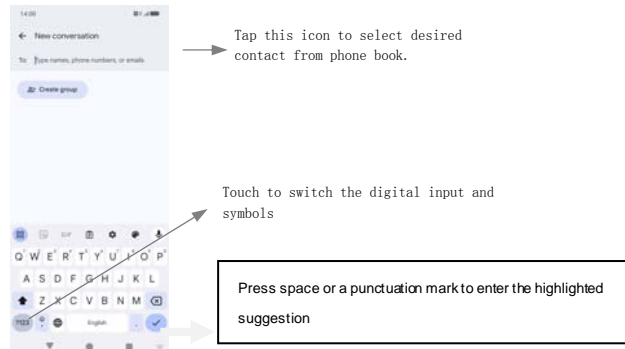 14:00
New conversation
To Type names, phone numbers, or emails
Create group
Tap this icon to select desired
contact from phone book.
Touch to switch the digital input and
symbols
GIF
Q W E R T Y U I O P
A S D F G H J K L
Z X C V B N M
?123 English .
Press space or a punctuation mark to enter the highlighted
suggestion